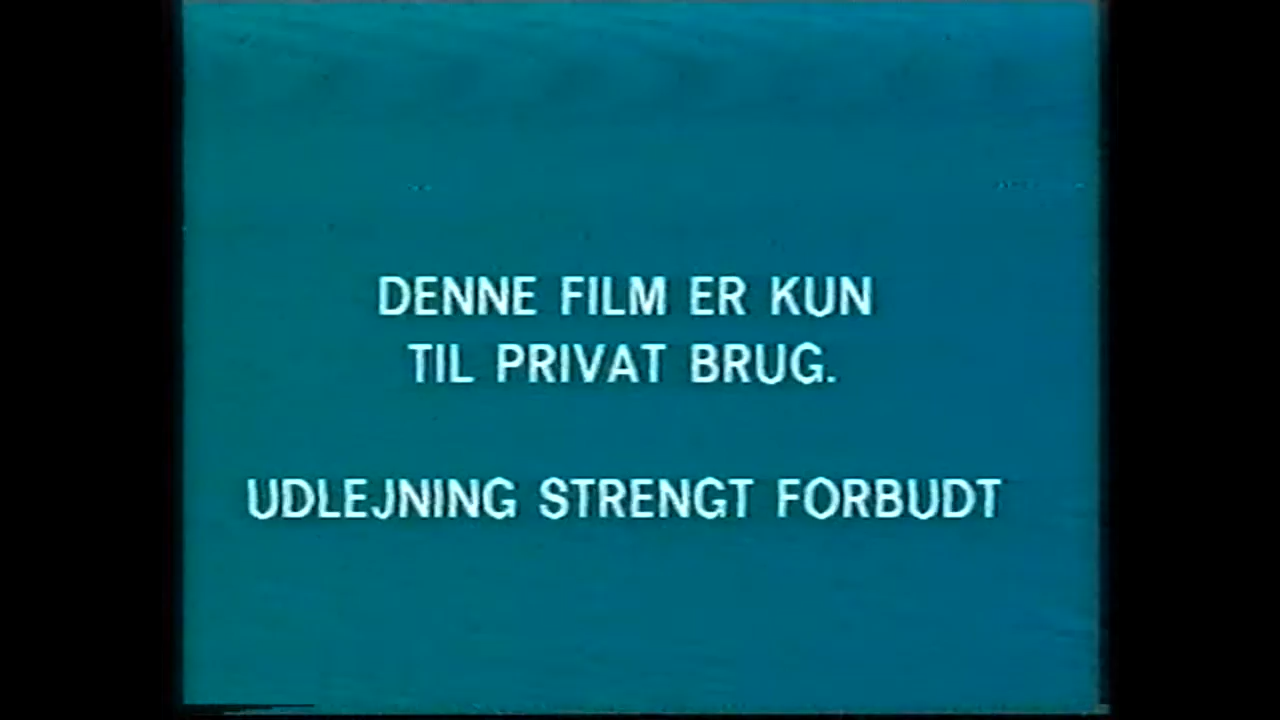 DENNE FILM ER KUN
TIL PRIVAT BRUG.
UDLEJNING STRENGT FORBUDT